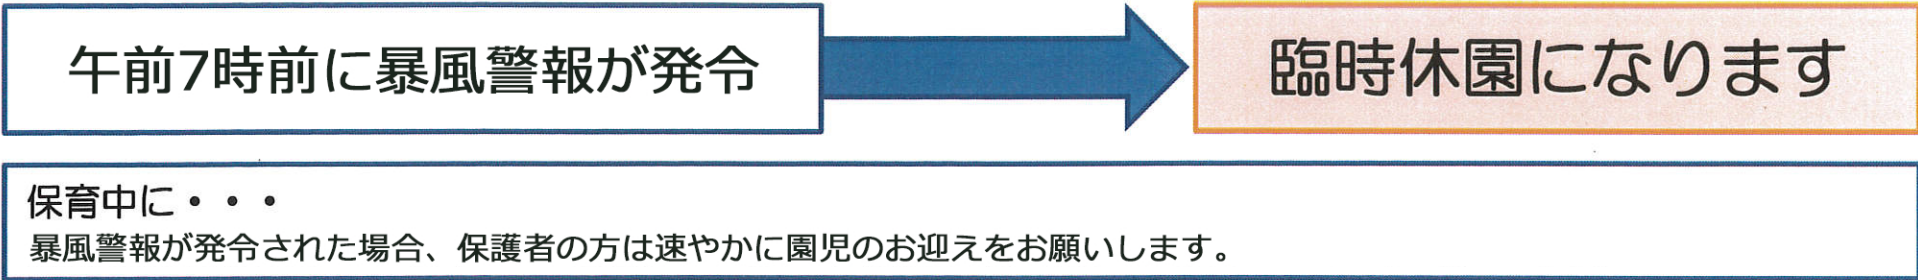 午前7時前に暴風警報が発令
臨時休園になります
保育中に・・・
暴風警報が発令された場合、保護者の方は速やかに園児のお迎えをお願いします。